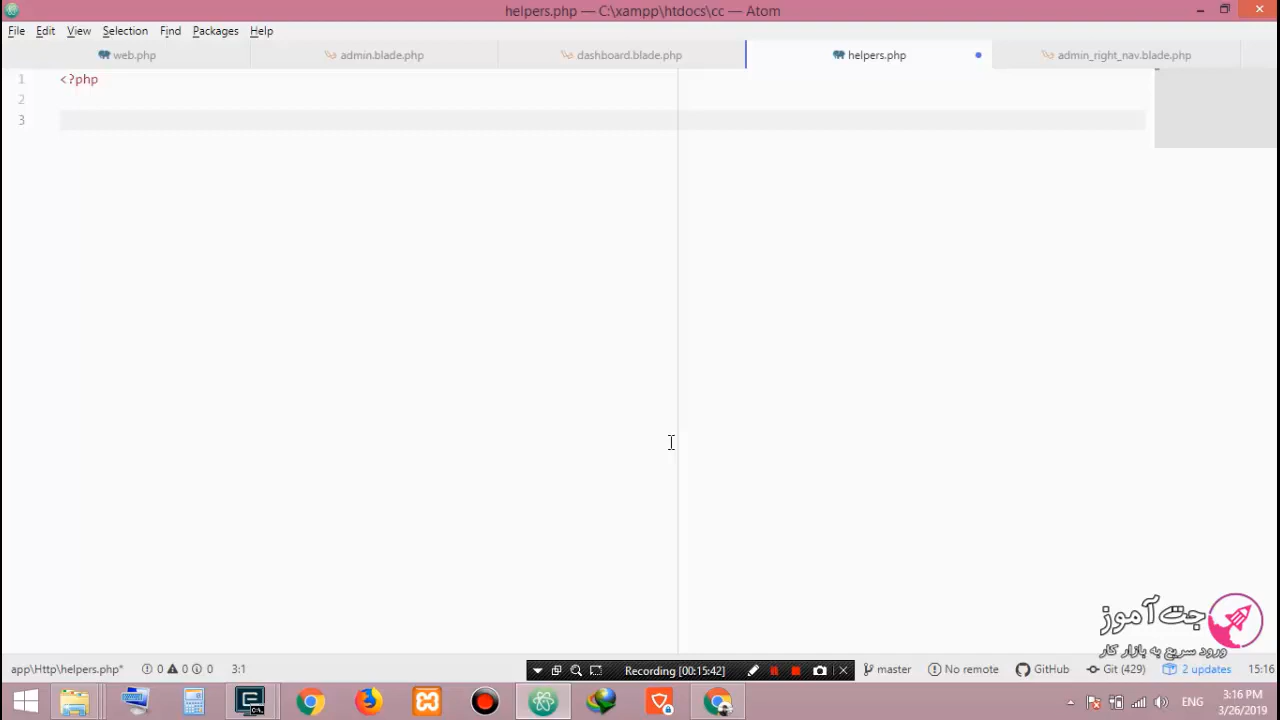 helpers.php — C:\xampp\htdocs\cc — Atom
File Edit View Selection Find Packages Help
web.php admin.blade.php dashboard.blade.php helpers.php admin_right_nav.blade.php
1 <?php
2
3
جت آموز
ورود سریع به بازار کار
app\Http\helpers.php* 0 0 0 3:1 Recording [00:15:42] master No remote GitHub Git (429) 2 updates 15:16
ENG 3:16 PM
3/26/2019